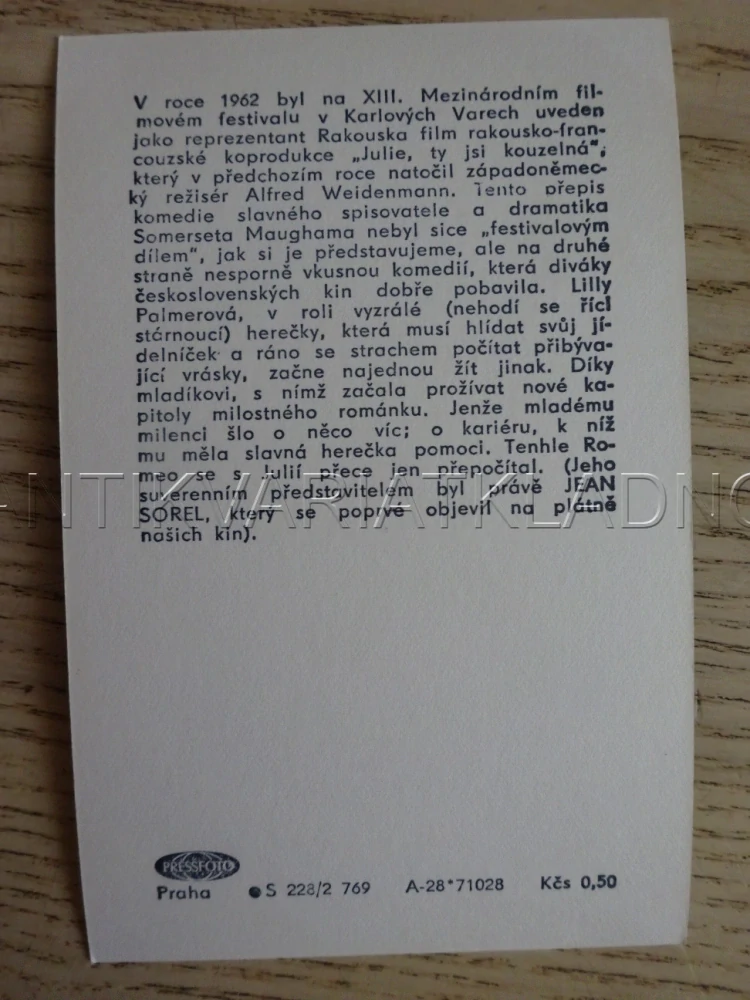 V roce 1962 byl na XIII. Mezinárodním fil-
movém festivalu v Karlových Varech uveden
jako reprezentant Rakouska film rakousko-fran-
couzské koprodukce „Julie, ty jsi kouzelná",
který v předchozím roce natočil západoněmec-
ký režisér Alfred Weidenmann. Tento přepis
komedie slavného spisovatele a dramatika
Somerseta Maughama nebyl sice „festivalovým
dílem", jak si je představujeme, ale na druhé
straně nesporně vkusnou komedií, která diváky
československých kin dobře pobavila. Lilly
Palmerová, v roli vyzrálé (nehodí se říci
stárnoucí) herečky, která musí hlídat svůj jí-
delníček a ráno se strachem počítat přibýva-
jící vrásky, začne najednou žít jinak. Díky
mladíkovi, s nímž začala prožívat nové ka-
pitoly milostného románku. Jenže mladému
milenci šlo o něco víc; o kariéru, k níž
mu měla slavná herečka pomoci. Tenhle Ro-
meo se s Julií přece jen přepočítal. (Jeho
suverenním představitelem byl právě JEAN
SOREL, který se poprvé objevil na plátně
našich kin).
NTIKVARIATKLADNO
PRESSFOTO
Praha S 228/2 769 A-28*71028 Kčs 0,50